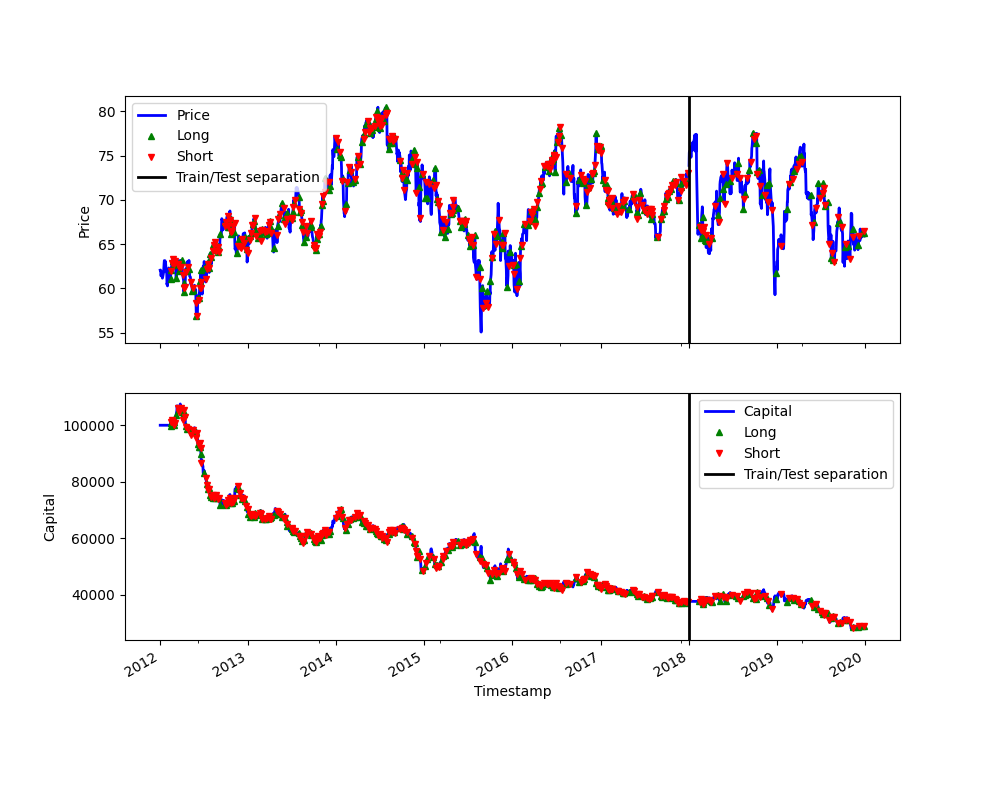 80
75
70
65
60
55
Price
Price
Long
Short
Train/Test separation
100000
80000
60000
40000
Capital
Capital
Long
Short
Train/Test separation
2012
2013
2014
2015
2016
2017
2018
2019
2020
Timestamp